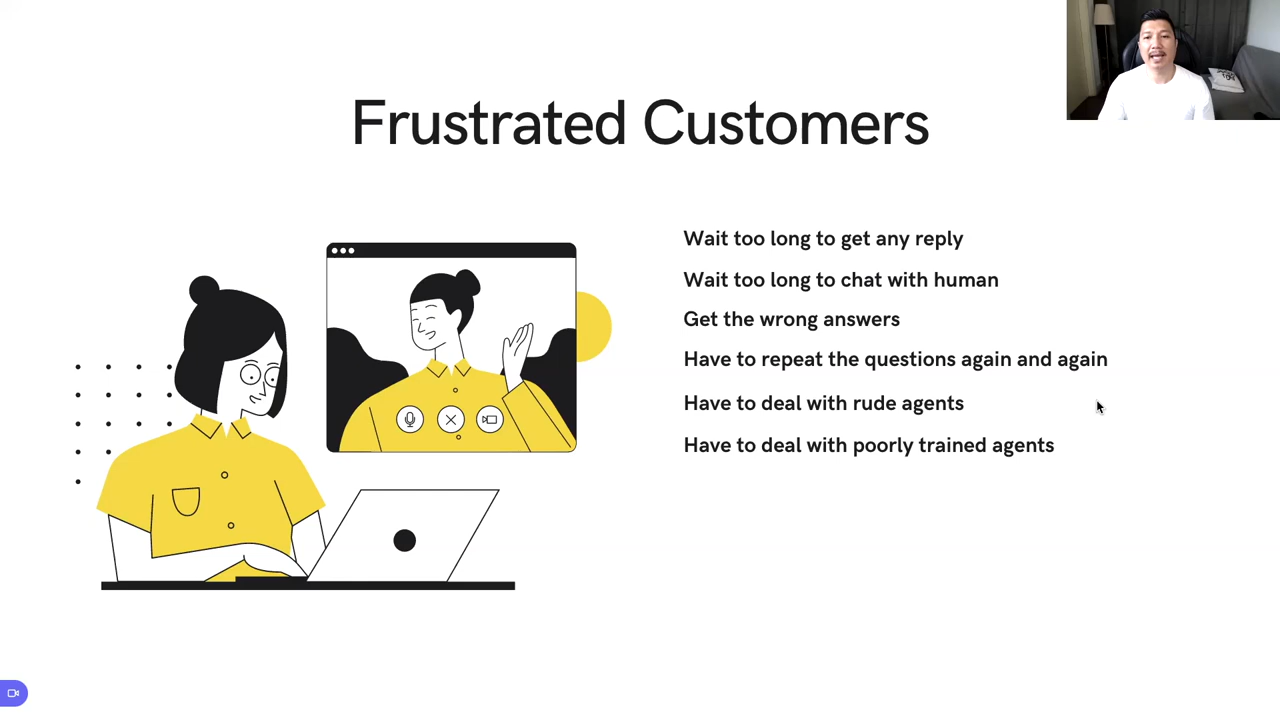 Frustrated Customers
Wait too long to get any reply
Wait too long to chat with human
Get the wrong answers
Have to repeat the questions again and again
Have to deal with rude agents
Have to deal with poorly trained agents